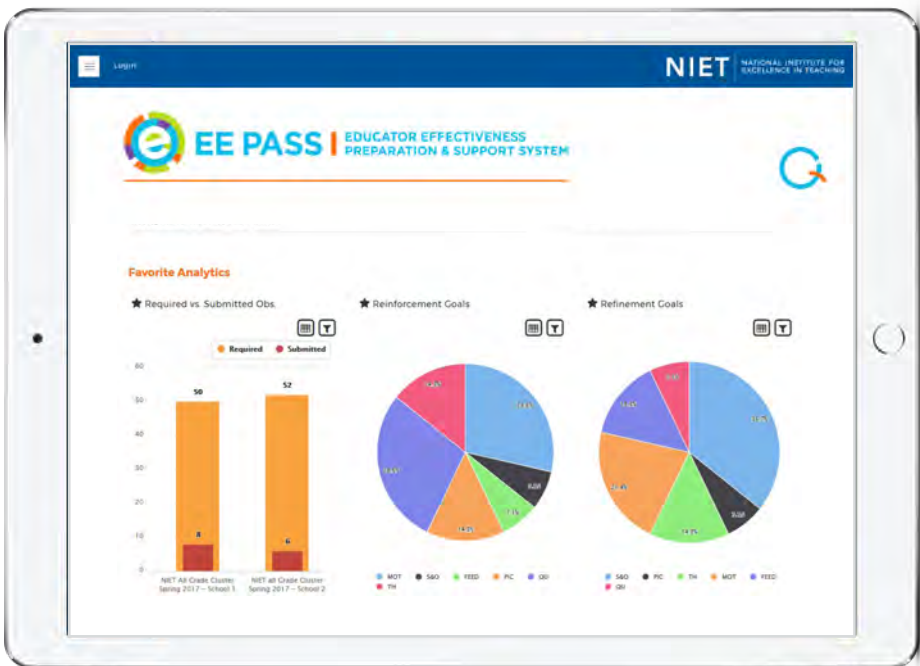 Login
NIET NATIONAL INSTITUTE FOR
EXCELLENCE IN TEACHING
EE PASS EDUCATOR EFFECTIVENESS
PREPARATION & SUPPORT SYSTEM
Favorite Analytics
Required vs. Submitted Obs.
Reinforcement Goals
Refinement Goals
Required Submitted
60
50
40
30
20
10
0
50
52
8
6
NIET All Grade Cluster
Spring 2017 – School 1
NIET all Grade Cluster
Spring 2017 – School 2
MOT S&O FEED PIC QU
TH
S&O PIC TH MOT FEED
QU